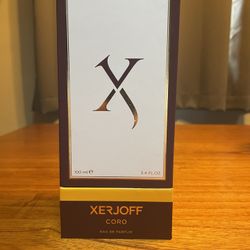 X
100 ml ℮ 3.4 FL.OZ
XERJOFF
CORO
EAU DE PARFUM